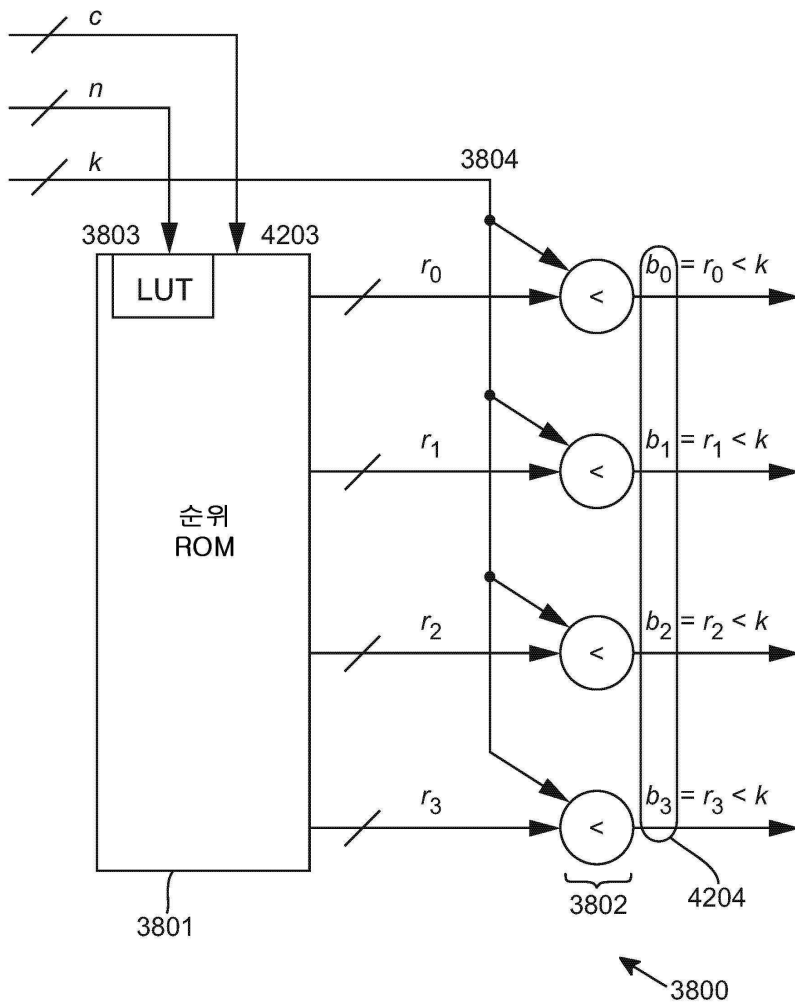 c
n
k
3804
3803
4203
LUT
r0
<
b0 = r0 < k
r1
<
b1 = r1 < k
순위
ROM
r2
<
b2 = r2 < k
r3
<
b3 = r3 < k
3801
3802
4204
3800